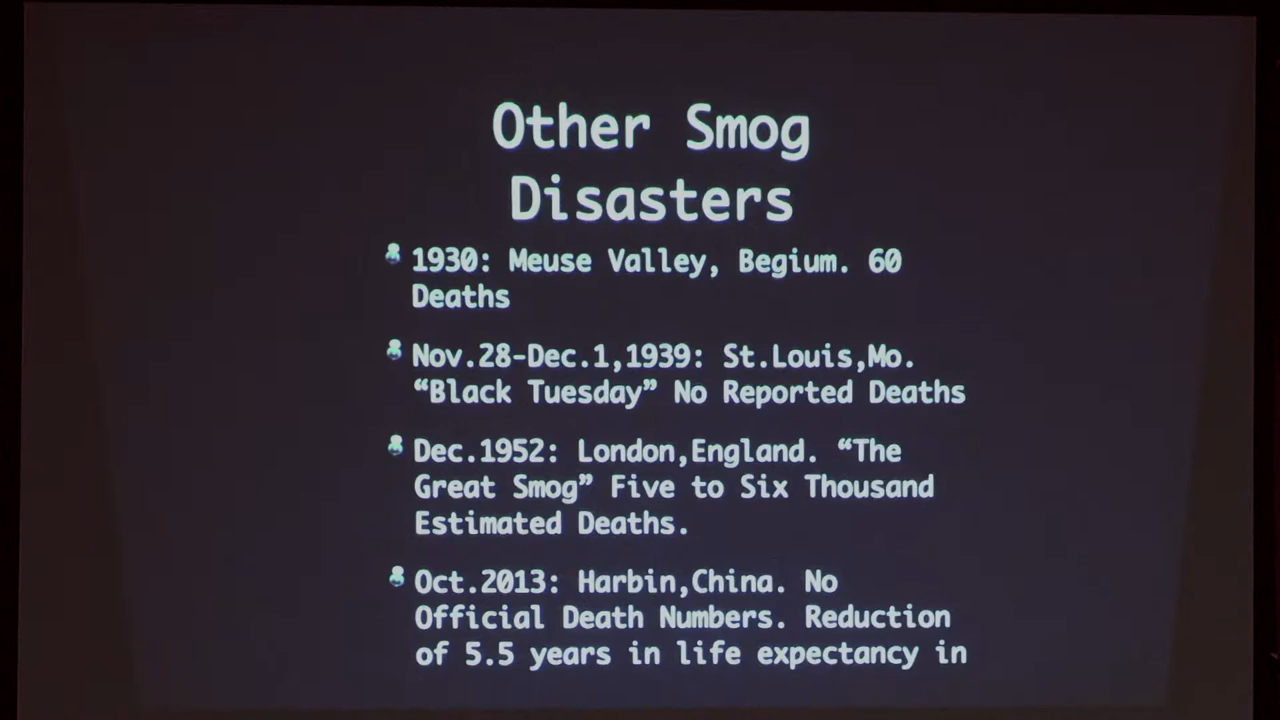 Other Smog
Disasters
1930: Meuse Valley, Begium. 60
Deaths
Nov.28-Dec.1,1939: St.Louis,Mo.
“Black Tuesday” No Reported Deaths
Dec.1952: London,England. “The
Great Smog” Five to Six Thousand
Estimated Deaths.
Oct.2013: Harbin,China. No
Official Death Numbers. Reduction
of 5.5 years in life expectancy in